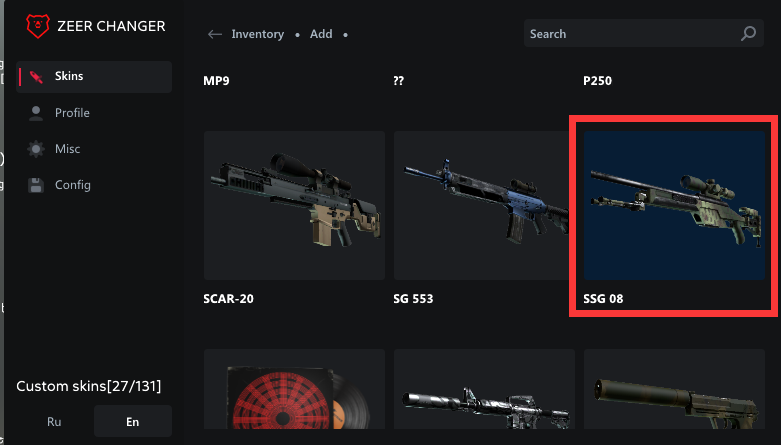 ZEER CHANGER
← Inventory • Add •
Search
Skins
Profile
Misc
Config
MP9
??
P250
SCAR-20
SG 553
SSG 08
Custom skins[27/131]
Ru
En